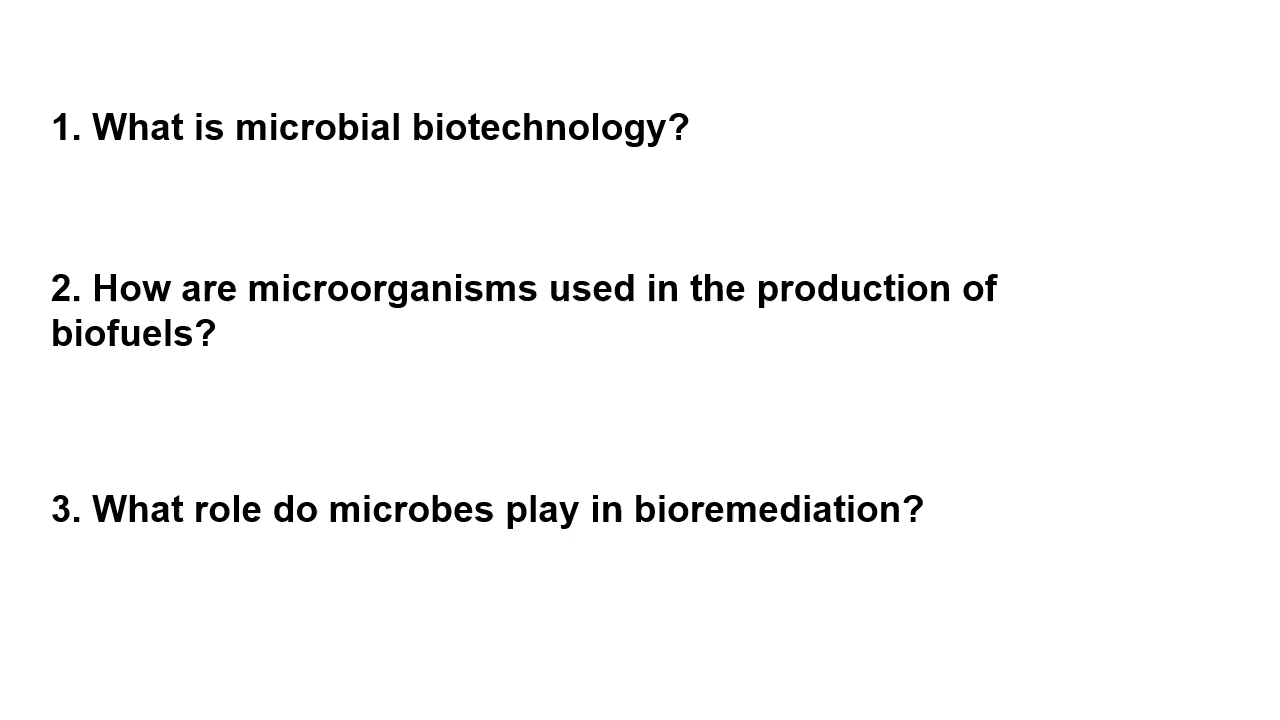 1. What is microbial biotechnology?
2. How are microorganisms used in the production of
biofuels?
3. What role do microbes play in bioremediation?